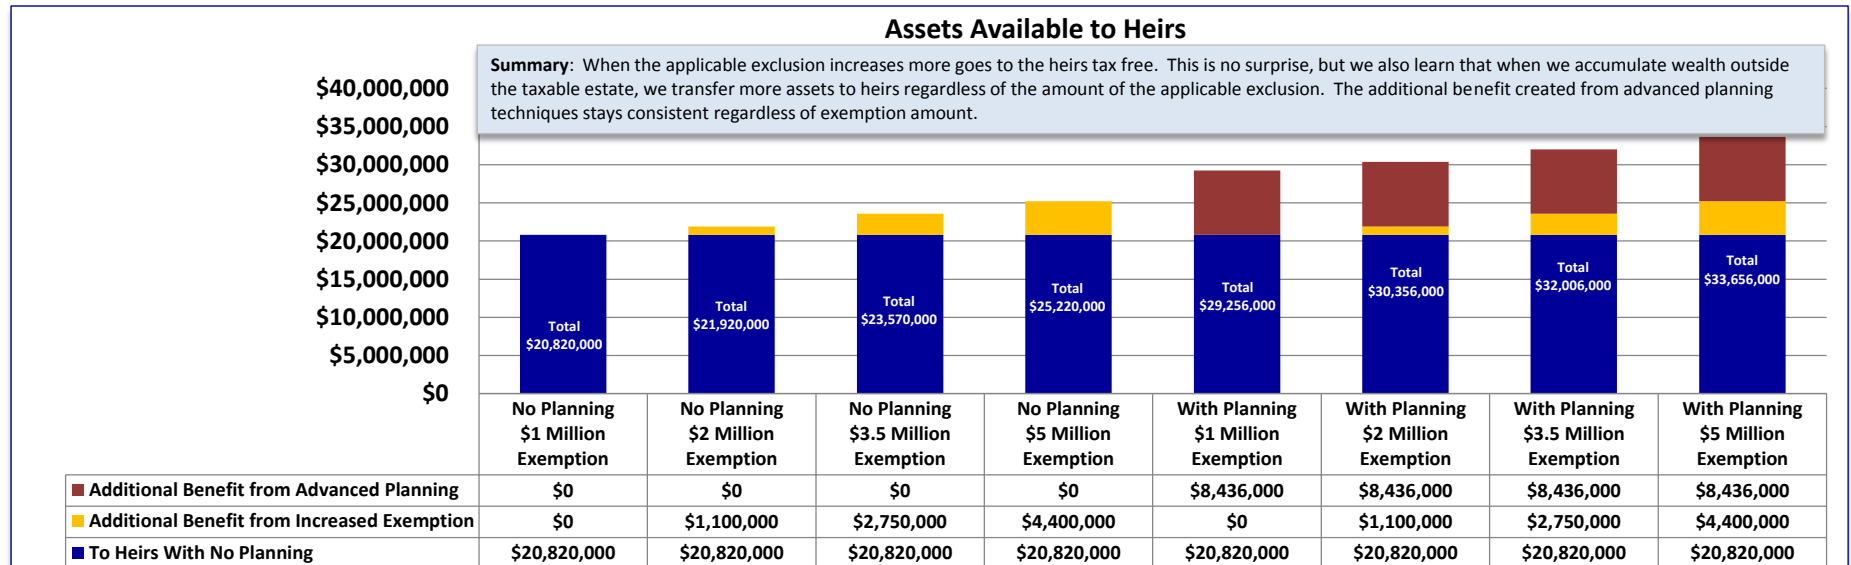 Assets Available to Heirs
Summary: When the applicable exclusion increases more goes to the heirs tax free. This is no surprise, but we also learn that when we accumulate wealth outside
the taxable estate, we transfer more assets to heirs regardless of the amount of the applicable exclusion. The additional benefit created from advanced planning
techniques stays consistent regardless of exemption amount.
$40,000,000
$35,000,000
$30,000,000
$25,000,000
$20,000,000
$15,000,000
$10,000,000
$5,000,000
$0
Total
$20,820,000
Total
$21,920,000
Total
$23,570,000
Total
$25,220,000
Total
$29,256,000
Total
$30,356,000
Total
$32,006,000
Total
$33,656,000
No Planning
$1 Million
Exemption
No Planning
$2 Million
Exemption
No Planning
$3.5 Million
Exemption
No Planning
$5 Million
Exemption
With Planning
$1 Million
Exemption
With Planning
$2 Million
Exemption
With Planning
$3.5 Million
Exemption
With Planning
$5 Million
Exemption
Additional Benefit from Advanced Planning $0 $0 $0 $0 $8,436,000 $8,436,000 $8,436,000 $8,436,000
Additional Benefit from Increased Exemption $0 $1,100,000 $2,750,000 $4,400,000 $0 $1,100,000 $2,750,000 $4,400,000
To Heirs With No Planning $20,820,000 $20,820,000 $20,820,000 $20,820,000 $20,820,000 $20,820,000 $20,820,000 $20,820,000